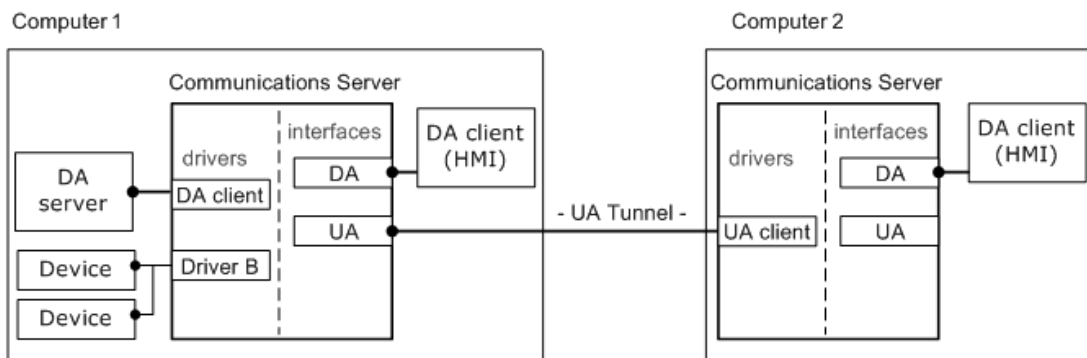 Computer 1
Computer 2
Communications Server
Communications Server
interfaces
drivers
DA client
(HMI)
DA
DA
server
DA client
UA
Driver B
Device
Device
- UA Tunnel -
interfaces
drivers
DA client
(HMI)
DA
UA client
UA